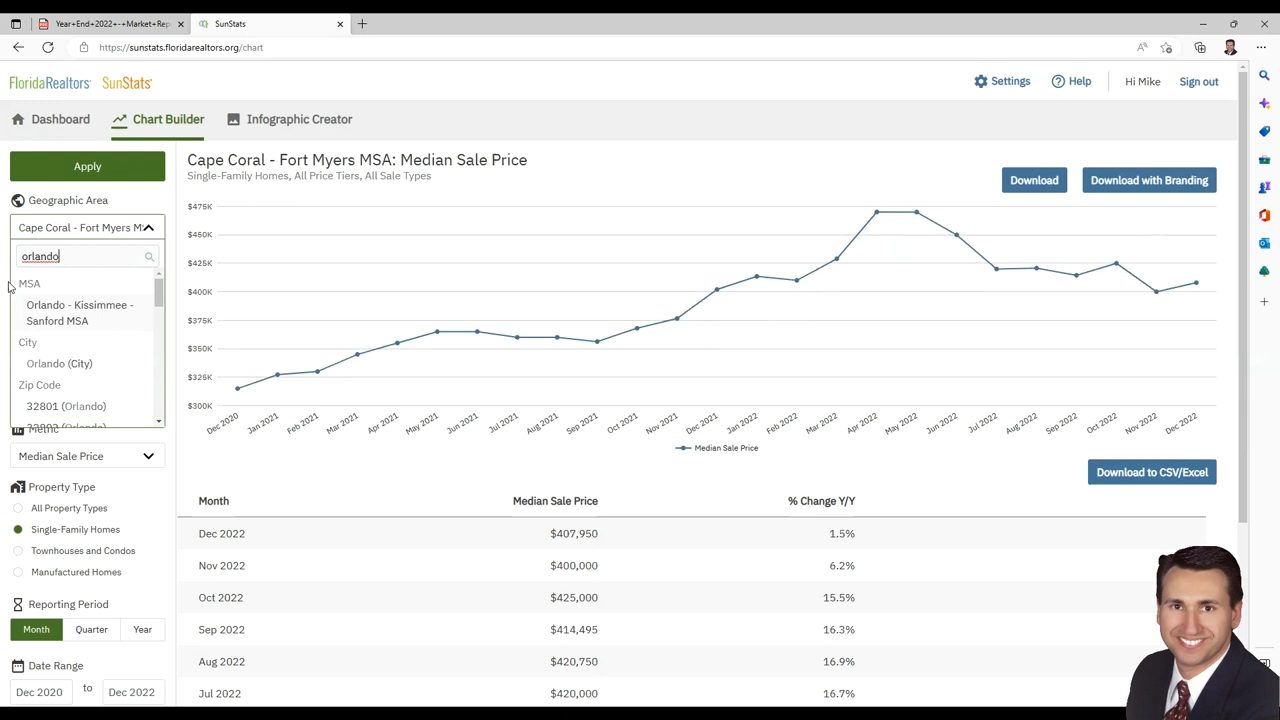 Year+End+2022+-+Market+Rep
SunStats
https://sunstats.floridarealtors.org/chart
FloridaRealtors SunStats
Settings
Help
Hi Mike
Sign out
Dashboard
Chart Builder
Infographic Creator
Apply
Geographic Area
Cape Coral - Fort Myers M
orlando
MSA
Orlando - Kissimmee -
Sanford MSA
City
Orlando (City)
Zip Code
32801 (Orlando)
Metric
Median Sale Price
Property Type
All Property Types
Single-Family Homes
Townhouses and Condos
Manufactured Homes
Reporting Period
Month Quarter Year
Date Range
Dec 2020 to Dec 2022
Cape Coral - Fort Myers MSA: Median Sale Price
Single-Family Homes, All Price Tiers, All Sale Types
Download
Download with Branding
$475K
$450K
$425K
$400K
$375K
$350K
$325K
$300K
Dec 2020 Jan 2021 Feb 2021 Mar 2021 Apr 2021 May 2021 Jun 2021 Jul 2021 Aug 2021 Sep 2021 Oct 2021 Nov 2021 Dec 2021 Jan 2022 Feb 2022 Mar 2022 Apr 2022 May 2022 Jun 2022 Jul 2022 Aug 2022 Sep 2022 Oct 2022 Nov 2022 Dec 2022
Median Sale Price
Download to CSV/Excel
Month Median Sale Price % Change Y/Y
Dec 2022 $407,950 1.5%
Nov 2022 $400,000 6.2%
Oct 2022 $425,000 15.5%
Sep 2022 $414,495 16.3%
Aug 2022 $420,750 16.9%
Jul 2022 $420,000 16.7%